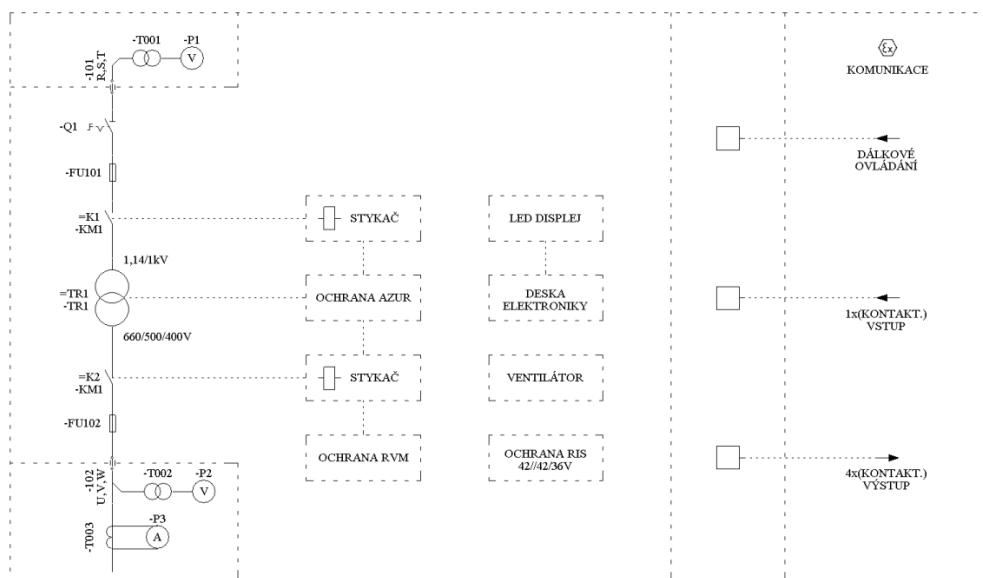 -T001
-P1
V
-101
R,S,T
Ex
KOMUNIKACE
-Q1
DÁLKOVÉ
OVLÁDÁNÍ
-FU101
=K1
-KM1
STYKAČ
LED DISPLEJ
1,14/1kV
=TR1
-TR1
OCHRANA AZUR
DESKA
ELEKTRONIKY
1x(KONTAKT.)
VSTUP
660/500/400V
=K2
-KM1
STYKAČ
VENTILÁTOR
-FU102
OCHRANA RVM
OCHRANA RIS
42//42/36V
4x(KONTAKT.)
VÝSTUP
-102
U,V,W
-T002
-P2
V
-T003
-P3
A